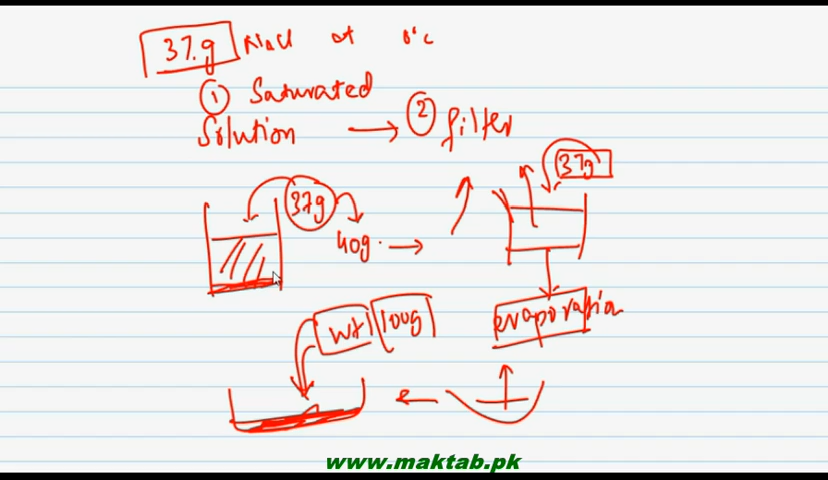 37.g NaCl at 0°C
① Saturated
Solution → ② filter
37g
37g
40g. →
wt 100g
evaporation
www.maktab.pk